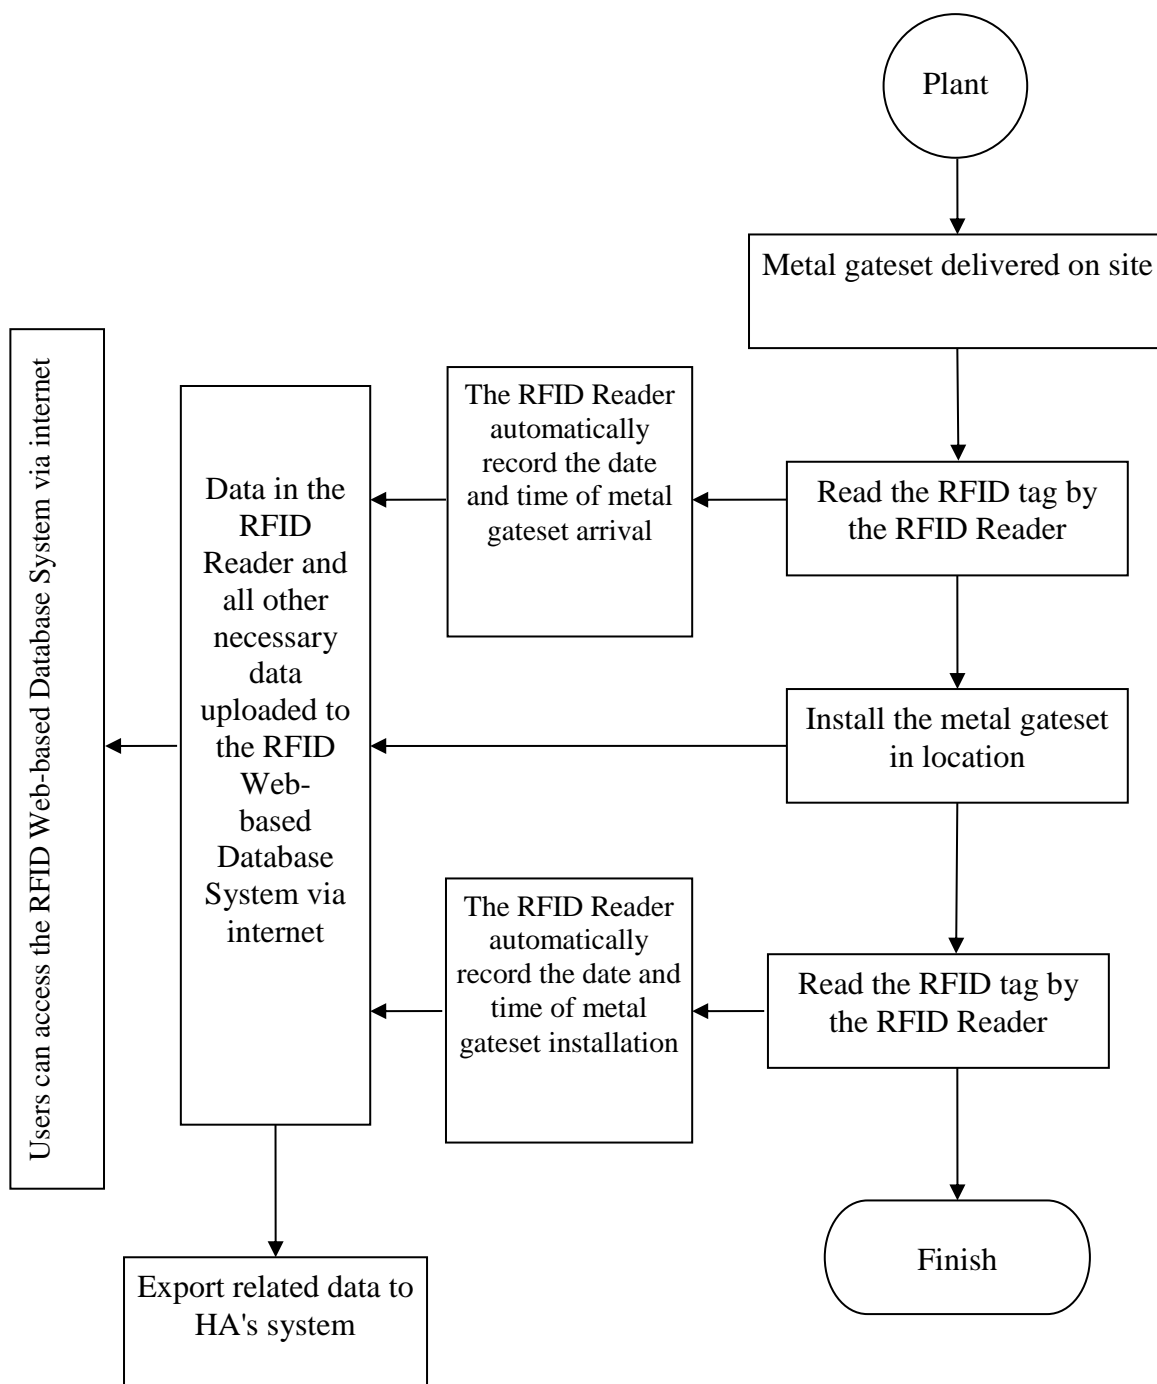 Plant
Metal gateset delivered on site
Read the RFID tag by
the RFID Reader
The RFID Reader
automatically
record the date
and time of metal
gateset arrival
Install the metal gateset
in location
Read the RFID tag by
the RFID Reader
The RFID Reader
automatically
record the date and
time of metal
gateset installation
Finish
Data in the
RFID
Reader and
all other
necessary
data
uploaded to
the RFID
Web-
based
Database
System via
internet
Users can access the RFID Web-based Database System via internet
Export related data to
HA's system